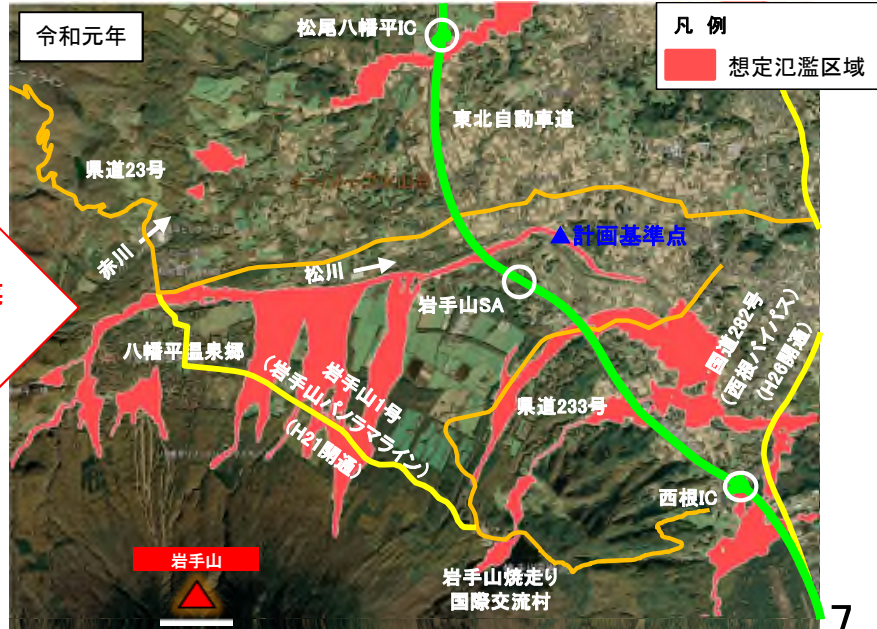 令和元年
松尾八幡平IC
凡 例
想定氾濫区域
東北自動車道
県道23号
赤川
松川
▲計画基準点
岩手山SA
八幡平温泉郷
岩手山1号
(岩手山パノラマライン)
(H21開通)
県道233号
国道282号
(西根バイパス)
(H26開通)
西根IC
岩手山焼走り
国際交流村
岩手山
7